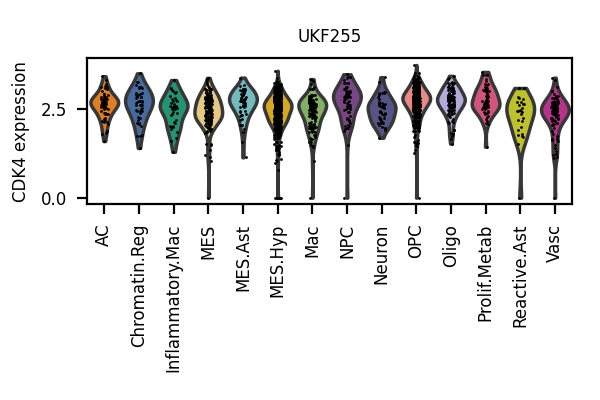 UKF255
CDK4 expression
2.5
0.0
AC
Chromatin.Reg
Inflammatory.Mac
MES
MES.Ast
MES.Hyp
Mac
NPC
Neuron
OPC
Oligo
Prolif.Metab
Reactive.Ast
Vasc